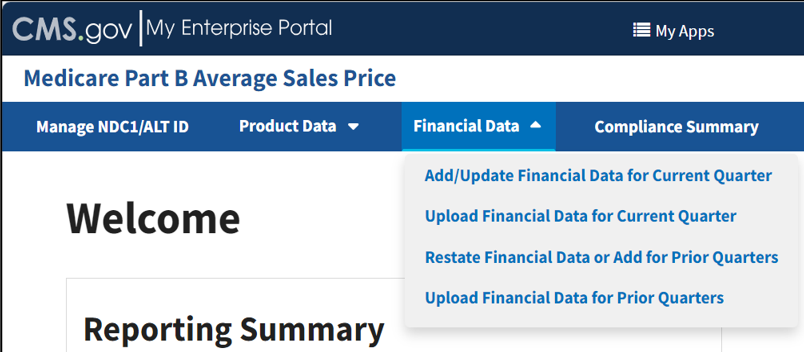 CMS.gov My Enterprise Portal My Apps
Medicare Part B Average Sales Price
Manage NDC1/ALT ID Product Data Financial Data Compliance Summary
Add/Update Financial Data for Current Quarter
Upload Financial Data for Current Quarter
Restate Financial Data or Add for Prior Quarters
Upload Financial Data for Prior Quarters
Welcome
Reporting Summary